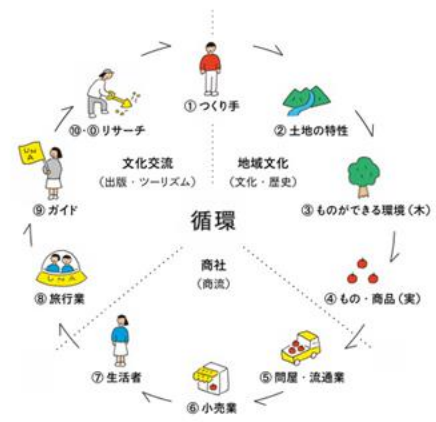 ①つくり手
②土地の特性
③ものができる環境(木)
④もの・商品(実)
⑤問屋・流通業
⑥小売業
⑦生活者
⑧旅行業
UNA
⑨ガイド
UNA
⑩・⓪リサーチ
文化交流
(出版・ツーリズム)
地域文化
(文化・歴史)
循環
商社
(商流)